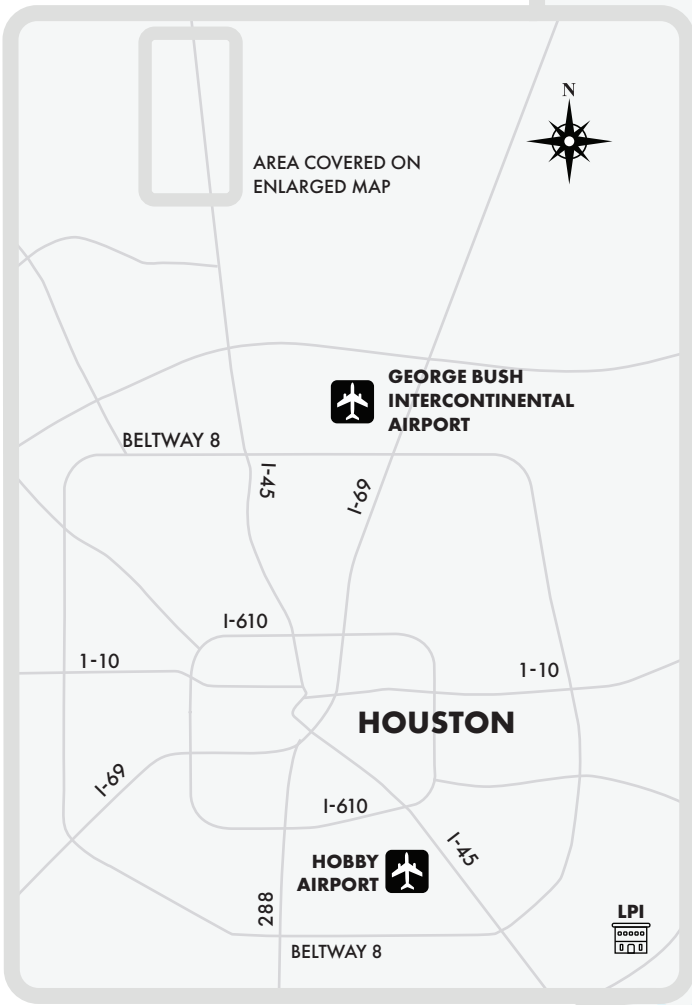 N
AREA COVERED ON
ENLARGED MAP
GEORGE BUSH
INTERCONTINENTAL
AIRPORT
BELTWAY 8
I-45
I-69
I-610
1-10
1-10
HOUSTON
I-69
I-610
I-45
HOBBY
AIRPORT
288
LPI
BELTWAY 8